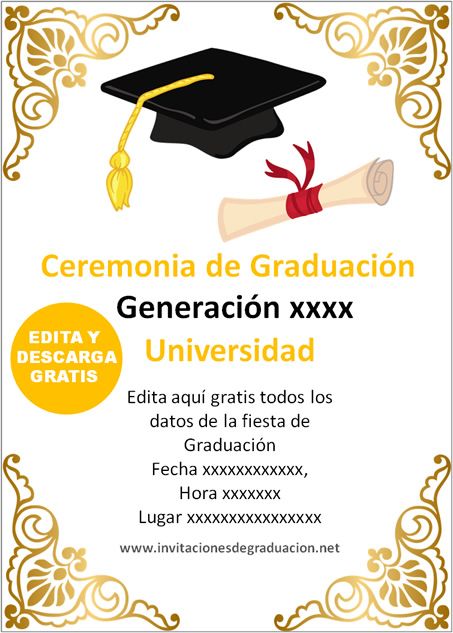 Ceremonia de Graduación
Generación xxxx
Universidad
EDITA Y
DESCARGA
GRATIS
Edita aquí gratis todos los
datos de la fiesta de
Graduación
Fecha xxxxxxxxxxxx,
Hora xxxxxxx
Lugar xxxxxxxxxxxxxxxx
www.invitacionesdegraduacion.net